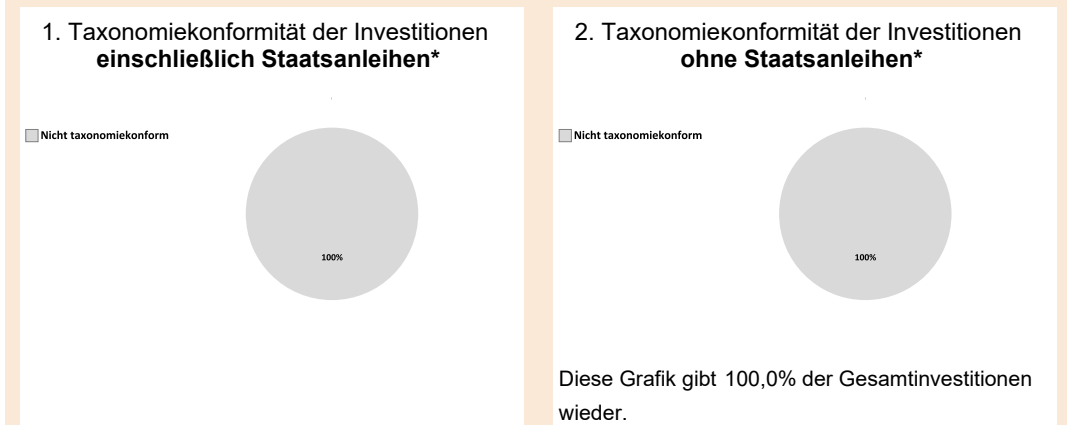 1. Taxonomiekonformität der Investitionen
einschließlich Staatsanleihen*
Nicht taxonomiekonform
100%
2. Taxonomiекonformität der Investitionen
ohne Staatsanleihen*
Nicht taxonomiekonform
100%
Diese Grafik gibt 100,0% der Gesamtinvestitionen
wieder.